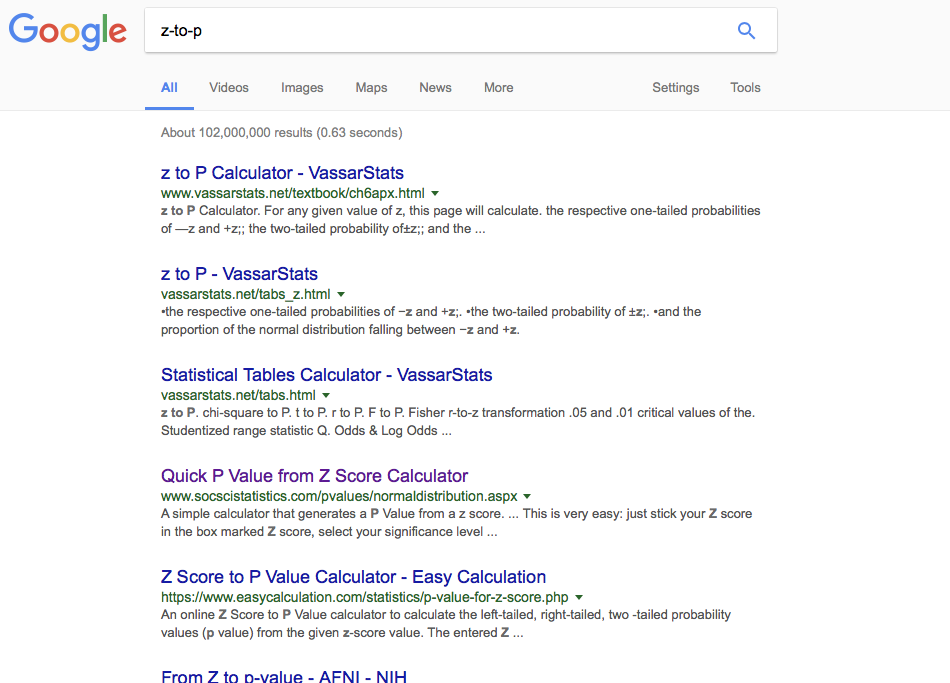 Google
z-to-p
All Videos Images Maps News More Settings Tools
About 102,000,000 results (0.63 seconds)
z to P Calculator - VassarStats
www.vassarstats.net/textbook/ch6apx.html
z to P Calculator. For any given value of z, this page will calculate. the respective one-tailed probabilities
of —z and +z;; the two-tailed probability of±z;; and the ...
z to P - VassarStats
vassarstats.net/tabs_z.html
•the respective one-tailed probabilities of −z and +z;. •the two-tailed probability of ±z;. •and the
proportion of the normal distribution falling between −z and +z.
Statistical Tables Calculator - VassarStats
vassarstats.net/tabs.html
z to P. chi-square to P. t to P. r to P. F to P. Fisher r-to-z transformation .05 and .01 critical values of the.
Studentized range statistic Q. Odds & Log Odds ...
Quick P Value from Z Score Calculator
www.socscistatistics.com/pvalues/normaldistribution.aspx
A simple calculator that generates a P Value from a z score. ... This is very easy: just stick your Z score
in the box marked Z score, select your significance level ...
Z Score to P Value Calculator - Easy Calculation
https://www.easycalculation.com/statistics/p-value-for-z-score.php
An online Z Score to P Value calculator to calculate the left-tailed, right-tailed, two -tailed probability
values (p value) from the given z-score value. The entered Z ...
From Z to p-value - AFNI - NIH